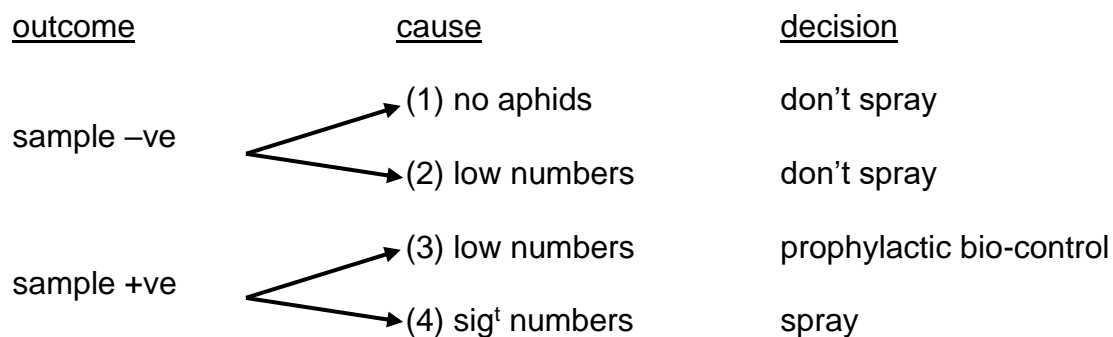 outcome cause decision
(1) no aphids don’t spray
sample –ve
(2) low numbers don’t spray
(3) low numbers prophylactic bio-control
sample +ve
(4) sigᵗ numbers spray